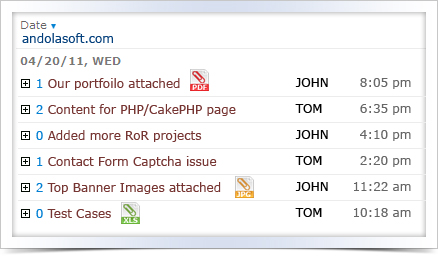 Date ▾
andolasoft.com
04/20/11, WED
1 Our portfoilo attached PDF JOHN 8:05 pm
2 Content for PHP/CakePHP page TOM 6:35 pm
0 Added more RoR projects JOHN 4:10 pm
1 Contact Form Captcha issue TOM 2:20 pm
2 Top Banner Images attached JPG JOHN 11:22 am
0 Test Cases XLS TOM 10:18 am